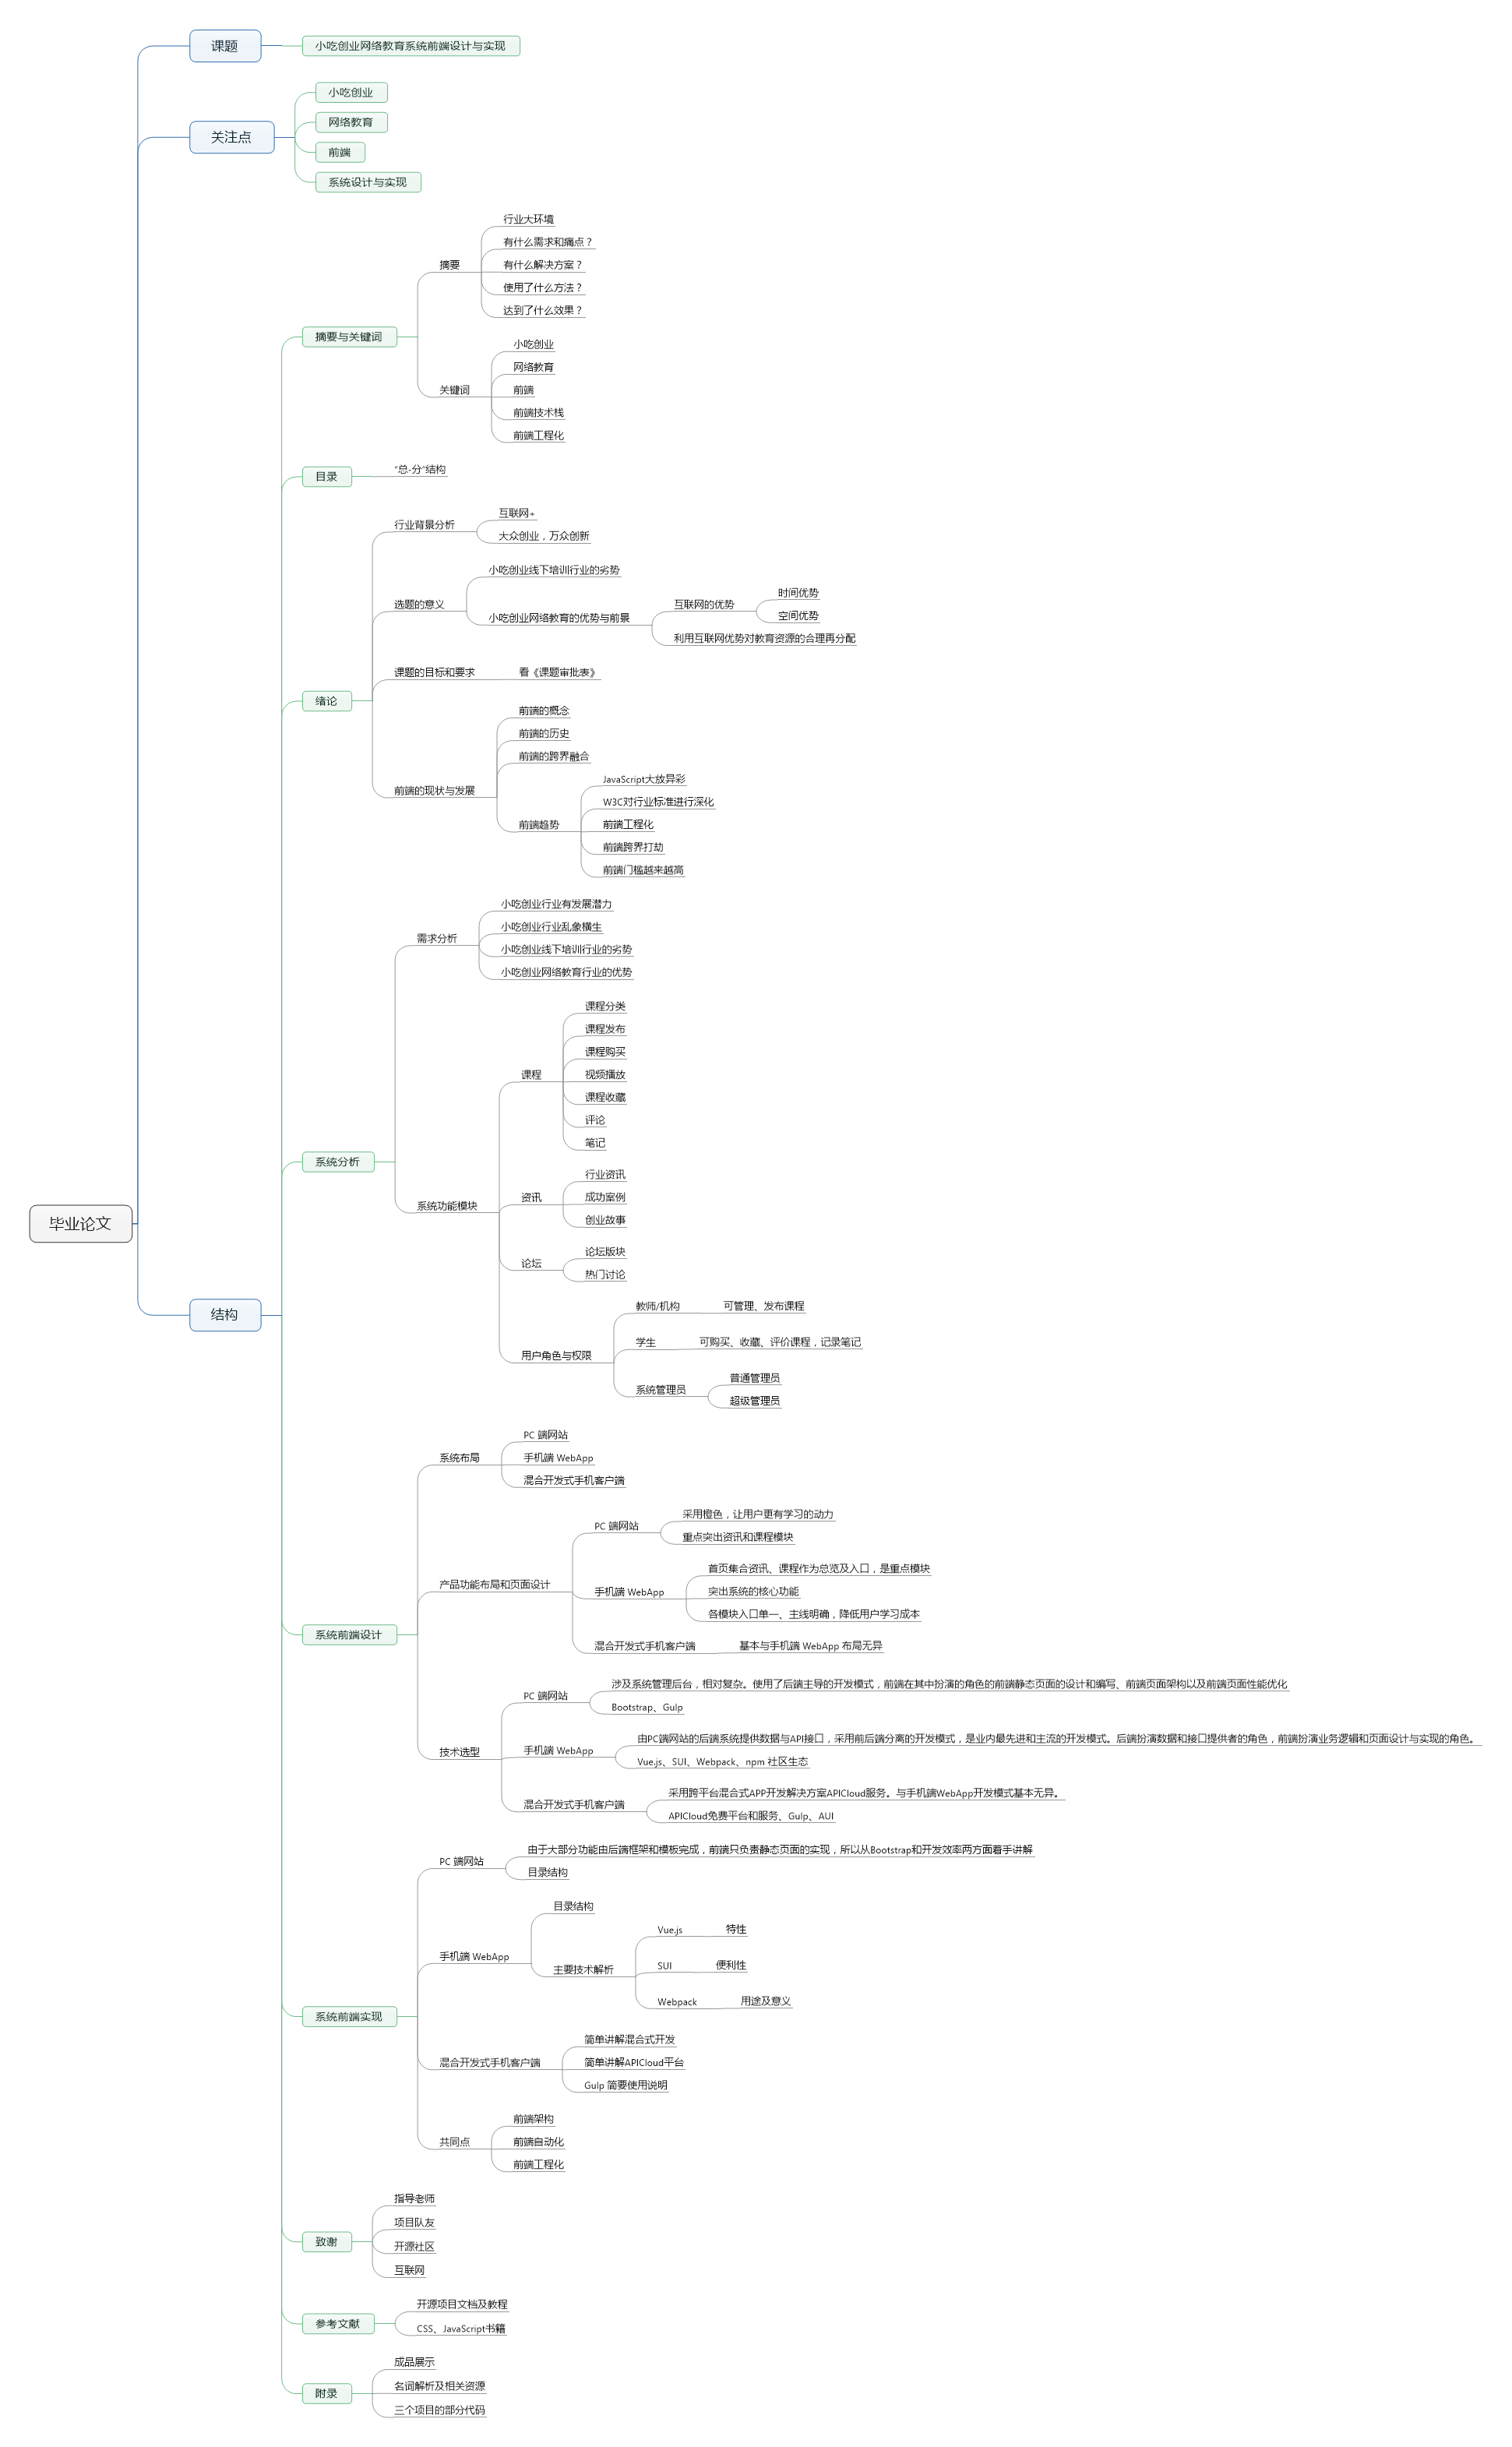 毕业论文
课题
小吃创业网络教育系统前端设计与实现
关注点
小吃创业
网络教育
前端
系统设计与实现
结构
摘要与关键词
摘要
行业大环境
有什么需求和痛点？
有什么解决方案？
使用了什么方法？
达到了什么效果？
关键词
小吃创业
网络教育
前端
前端技术栈
前端工程化
目录
“总-分”结构
绪论
行业背景分析
互联网+
大众创业，万众创新
选题的意义
小吃创业线下培训行业的劣势
小吃创业网络教育的优势与前景
互联网的优势
时间优势
空间优势
利用互联网优势对教育资源的合理再分配
课题的目标和要求
看《课题审批表》
前端的现状与发展
前端的概念
前端的历史
前端的跨界融合
前端趋势
JavaScript大放异彩
W3C对行业标准进行深化
前端工程化
前端跨界打劫
前端门槛越来越高
系统分析
需求分析
小吃创业行业有发展潜力
小吃创业行业乱象横生
小吃创业线下培训行业的劣势
小吃创业网络教育行业的优势
系统功能模块
课程
课程分类
课程发布
课程购买
视频播放
课程收藏
评论
笔记
资讯
行业资讯
成功案例
创业故事
论坛
论坛版块
热门讨论
用户角色与权限
教师/机构
可管理、发布课程
学生
可购买、收藏、评价课程，记录笔记
系统管理员
普通管理员
超级管理员
系统前端设计
系统布局
PC 端网站
手机端 WebApp
混合开发式手机客户端
产品功能布局和页面设计
PC 端网站
采用橙色，让用户更有学习的动力
重点突出资讯和课程模块
手机端 WebApp
首页集合资讯、课程作为总览及入口，是重点模块
突出系统的核心功能
各模块入口单一、主线明确，降低用户学习成本
混合开发式手机客户端
基本与手机端 WebApp 布局无异
技术选型
PC 端网站
涉及系统管理后台，相对复杂。使用了后端主导的开发模式，前端在其中扮演的角色的前端静态页面的设计和编写、前端页面架构以及前端页面性能优化
Bootstrap、Gulp
手机端 WebApp
由PC端网站的后端系统提供数据与API接口，采用前后端分离的开发模式，是业内最先进和主流的开发模式。后端扮演数据和接口提供者的角色，前端扮演业务逻辑和页面设计与实现的角色。
Vue.js、SUI、Webpack、npm 社区生态
混合开发式手机客户端
采用跨平台混合式APP开发解决方案APICloud服务。与手机端WebApp开发模式基本无异。
APICloud免费平台和服务、Gulp、AUI
系统前端实现
PC 端网站
由于大部分功能由后端框架和模板完成，前端只负责静态页面的实现，所以从Bootstrap和开发效率两方面着手讲解
目录结构
手机端 WebApp
目录结构
主要技术解析
Vue.js
特性
SUI
便利性
Webpack
用途及意义
混合开发式手机客户端
简单讲解混合式开发
简单讲解APICloud平台
Gulp 简要使用说明
共同点
前端架构
前端自动化
前端工程化
致谢
指导老师
项目队友
开源社区
互联网
参考文献
开源项目文档及教程
CSS、JavaScript书籍
附录
成品展示
名词解析及相关资源
三个项目的部分代码